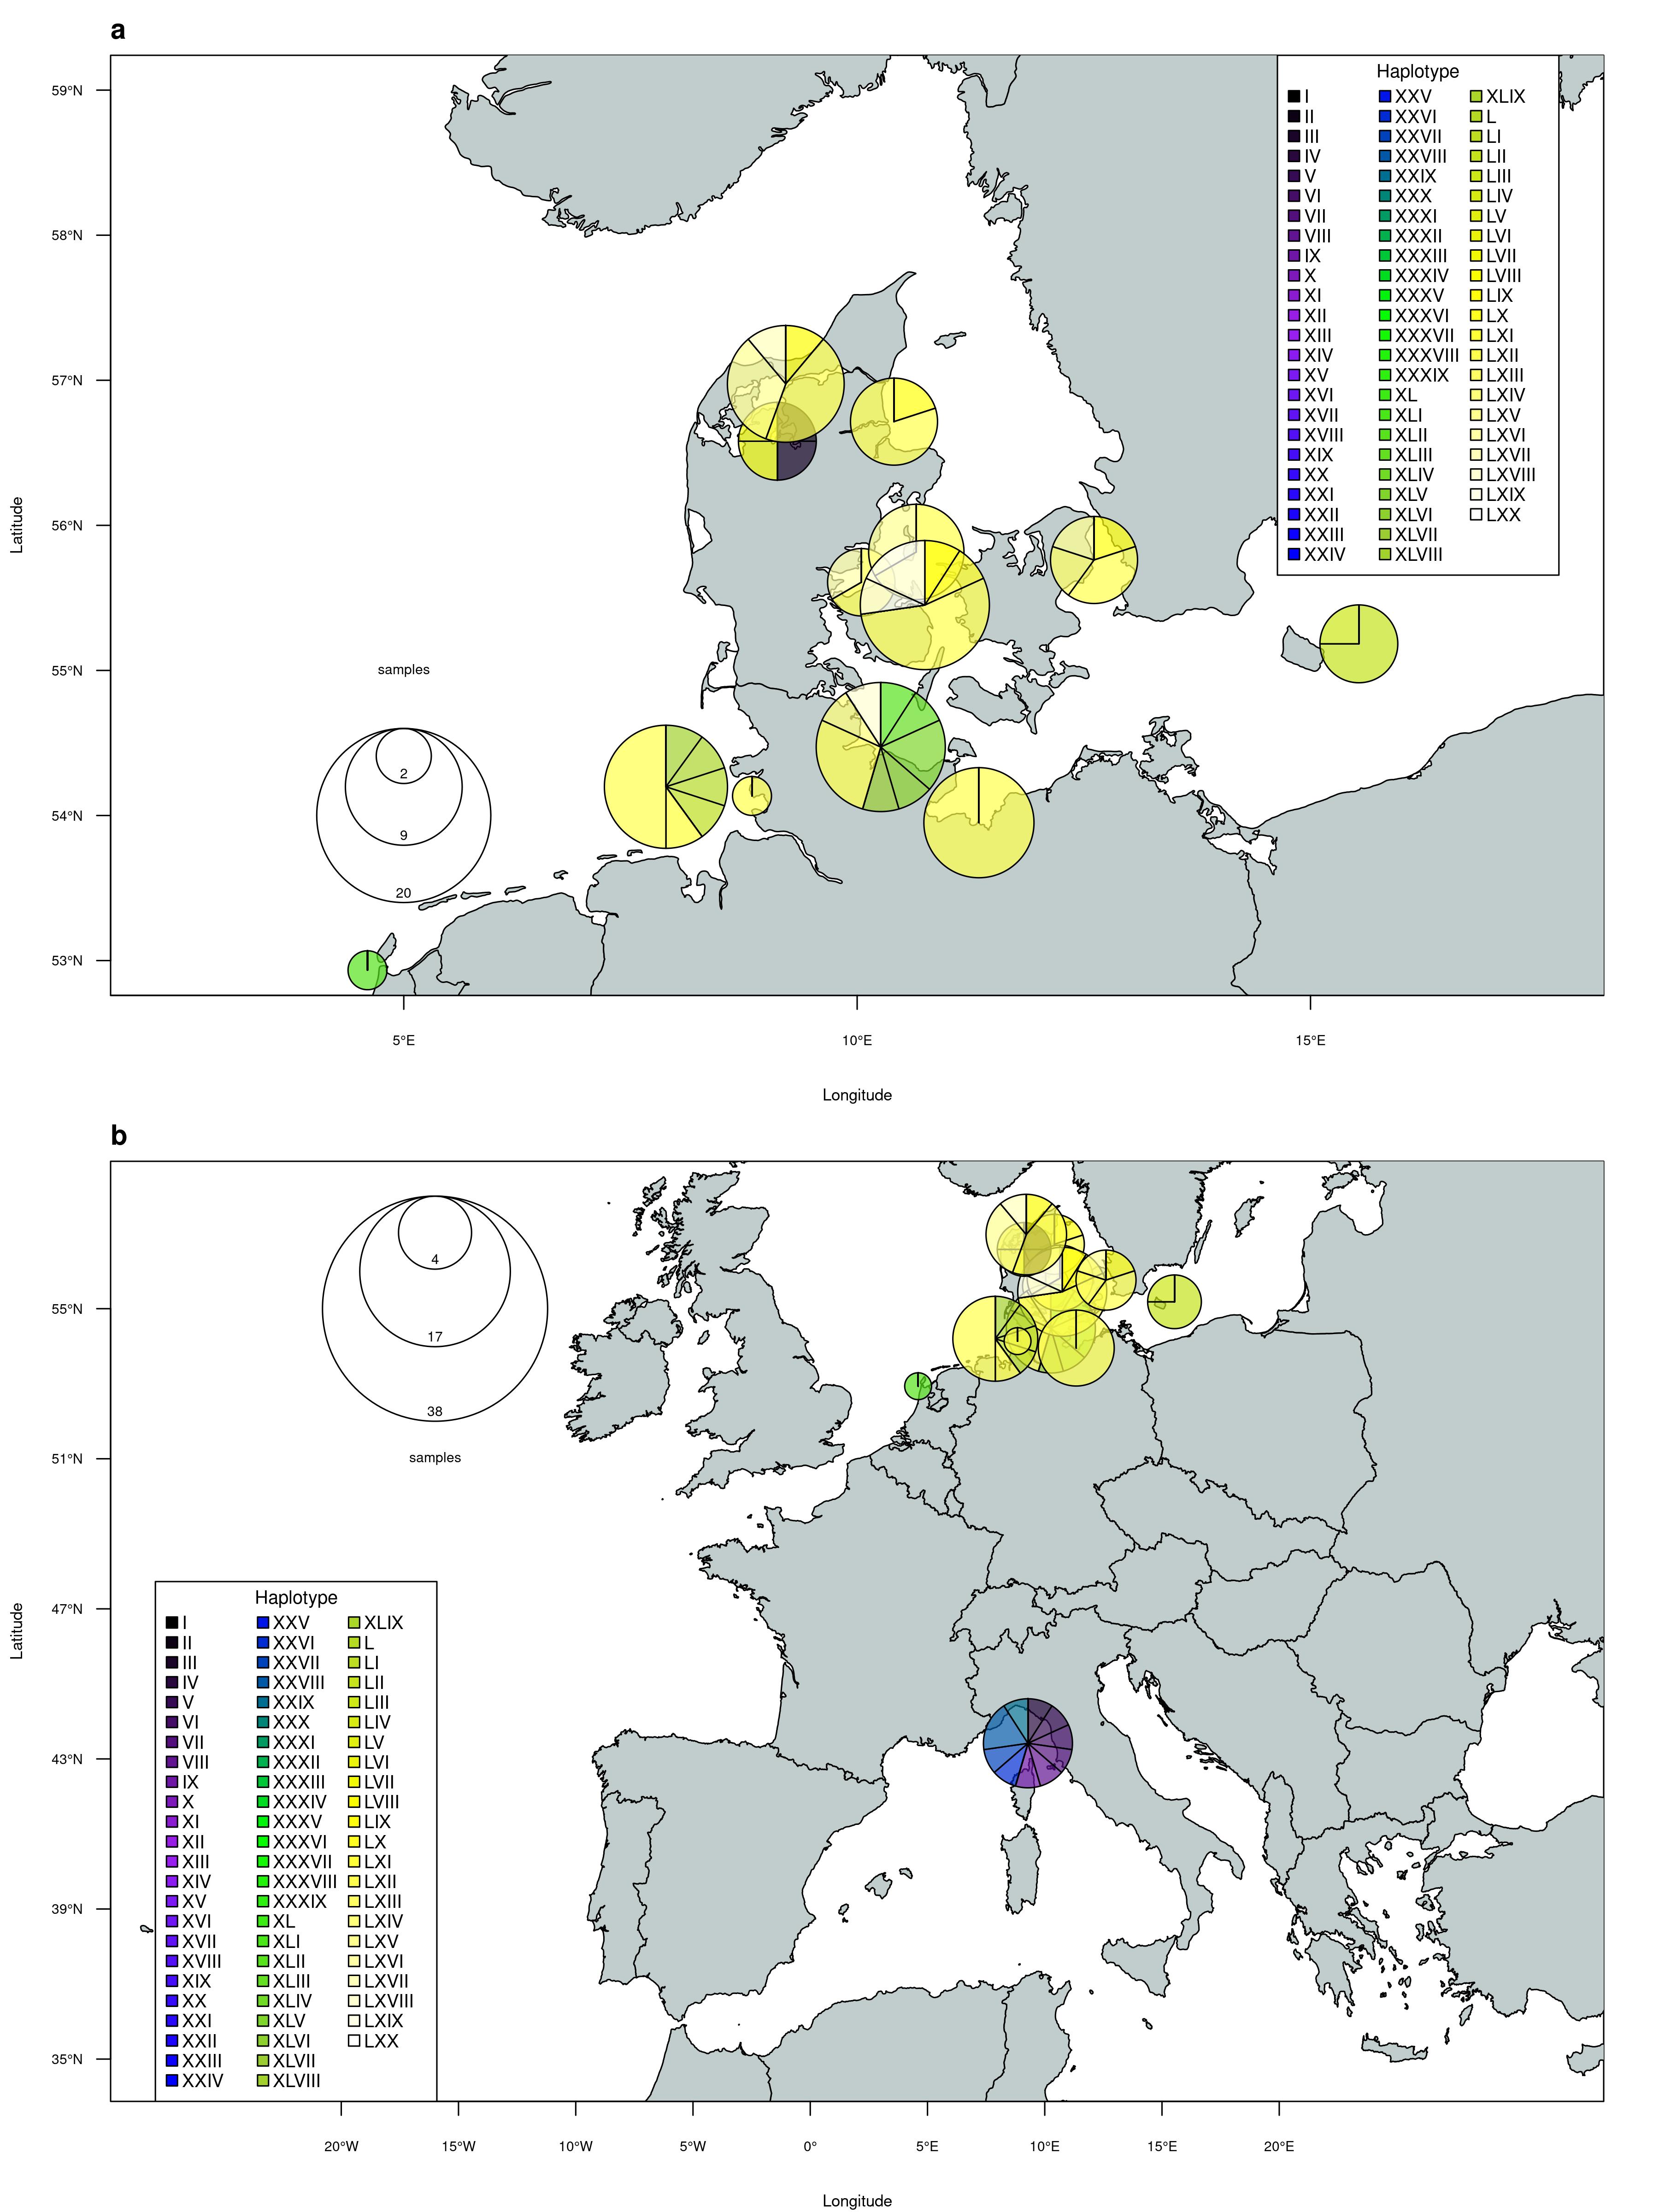 a
59°N
58°N
57°N
56°N
55°N
54°N
53°N
Latitude
5°E
10°E
15°E
Longitude
samples
2
9
20
Haplotype
I XXV XLIX
II XXVI L
III XXVII LI
IV XXVIII LII
V XXIX LIII
VI XXX LIV
VII XXXI LV
VIII XXXII LVI
IX XXXIII LVII
X XXXIV LVIII
XI XXXV LIX
XII XXXVI LX
XIII XXXVII LXI
XIV XXXVIII LXII
XV XXXIX LXIII
XVI XL LXIV
XVII XLI LXV
XVIII XLII LXVI
XIX XLIII LXVII
XX XLIV LXVIII
XXI XLV LXIX
XXII XLVI LXX
XXIII XLVII
XXIV XLVIII
b
55°N
51°N
47°N
43°N
39°N
35°N
Latitude
20°W
15°W
10°W
5°W
0°
5°E
10°E
15°E
20°E
Longitude
4
17
38
samples
Haplotype
I XXV XLIX
II XXVI L
III XXVII LI
IV XXVIII LII
V XXIX LIII
VI XXX LIV
VII XXXI LV
VIII XXXII LVI
IX XXXIII LVII
X XXXIV LVIII
XI XXXV LIX
XII XXXVI LX
XIII XXXVII LXI
XIV XXXVIII LXII
XV XXXIX LXIII
XVI XL LXIV
XVII XLI LXV
XVIII XLII LXVI
XIX XLIII LXVII
XX XLIV LXVIII
XXI XLV LXIX
XXII XLVI LXX
XXIII XLVII
XXIV XLVIII